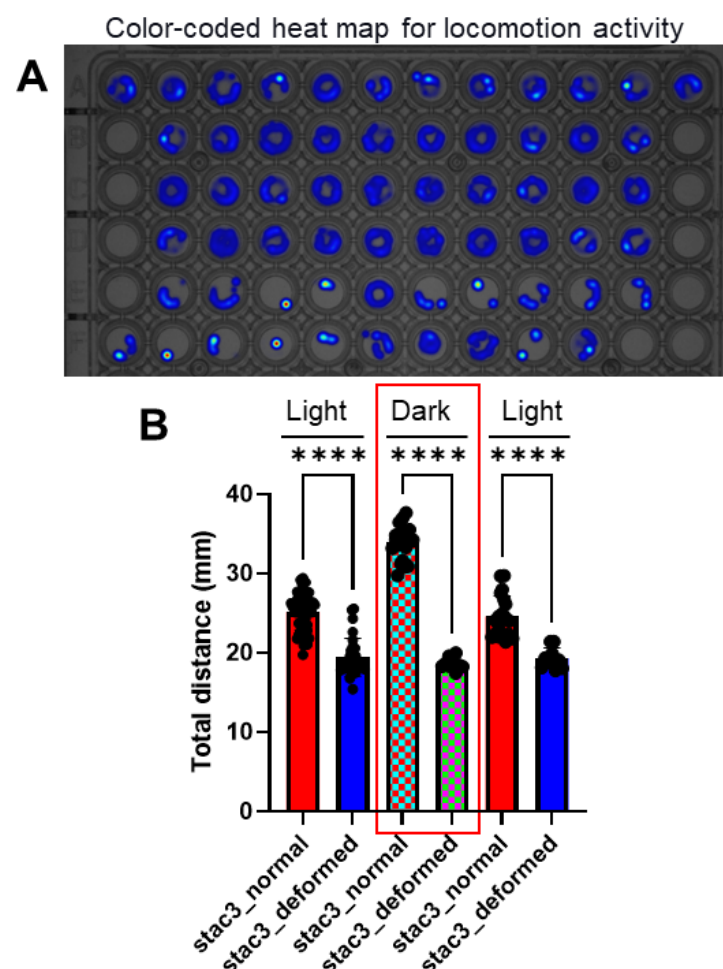 Color-coded heat map for locomotion activity
A
A
B
C
D
E
F
B
Light Dark Light
**** **** ****
Total distance (mm)
40
30
20
10
0
stac3_normal
stac3_deformed
stac3_normal
stac3_deformed
stac3_normal
stac3_deformed